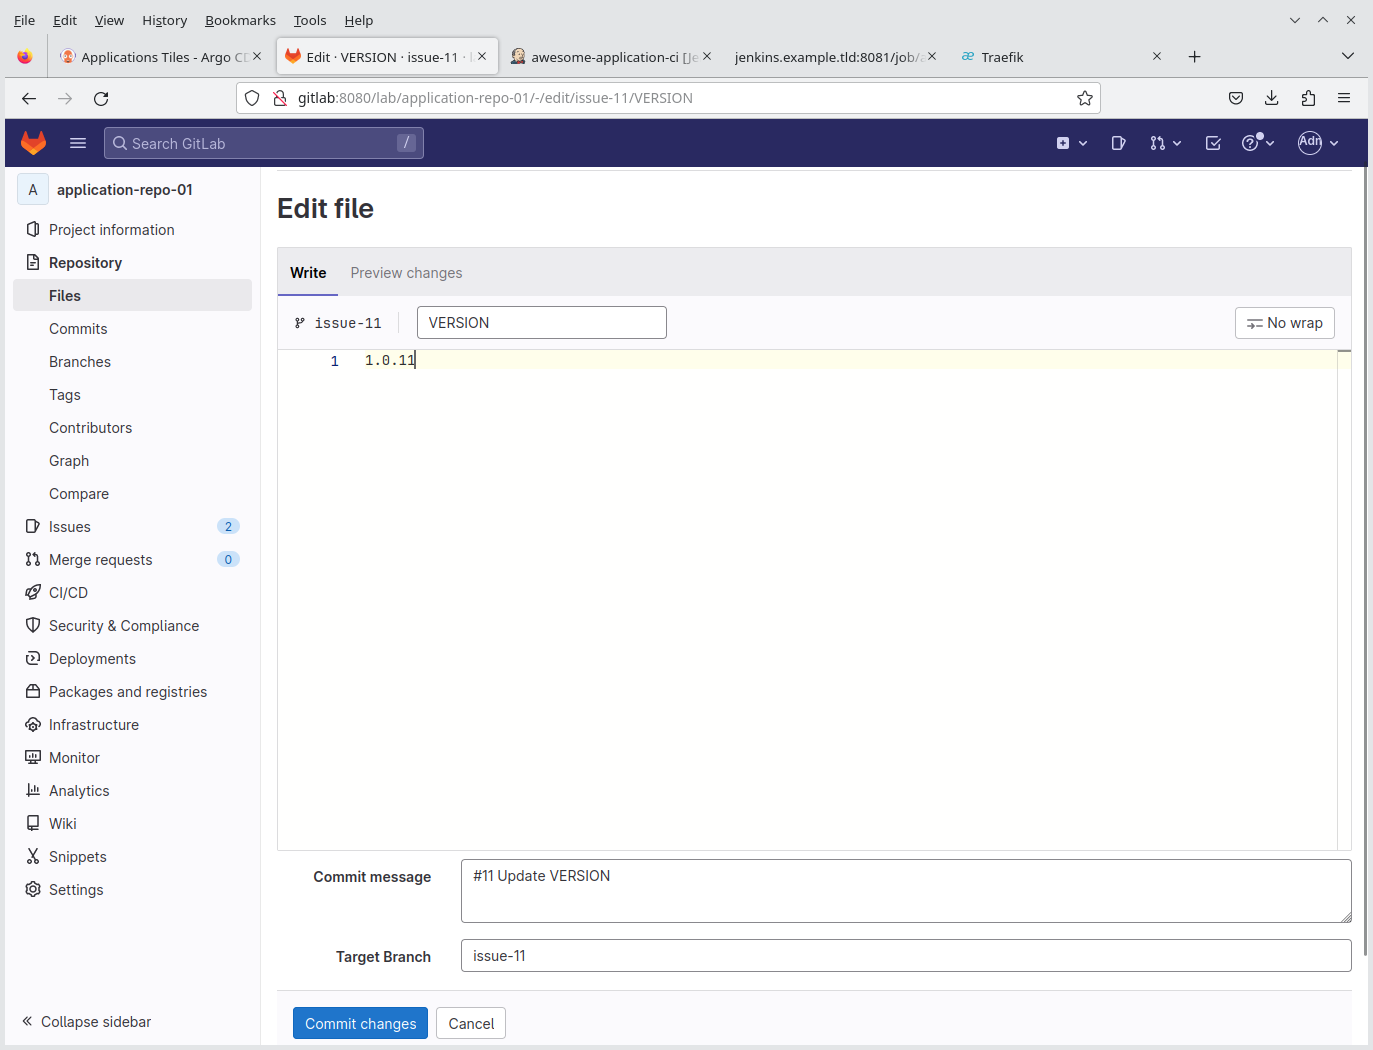 File Edit View History Bookmarks Tools Help
Applications Tiles - Argo CD
Edit · VERSION · issue-11 ·
awesome-application-ci [Je
jenkins.example.tld:8081/job/a
Traefik
gitlab:8080/lab/application-repo-01/-/edit/issue-11/VERSION
Search GitLab /
Adn
A application-repo-01
Project information
Repository
Files
Commits
Branches
Tags
Contributors
Graph
Compare
Issues 2
Merge requests 0
CI/CD
Security & Compliance
Deployments
Packages and registries
Infrastructure
Monitor
Analytics
Wiki
Snippets
Settings
Collapse sidebar
Edit file
Write Preview changes
issue-11 VERSION No wrap
1 1.0.11
Commit message #11 Update VERSION
Target Branch issue-11
Commit changes Cancel